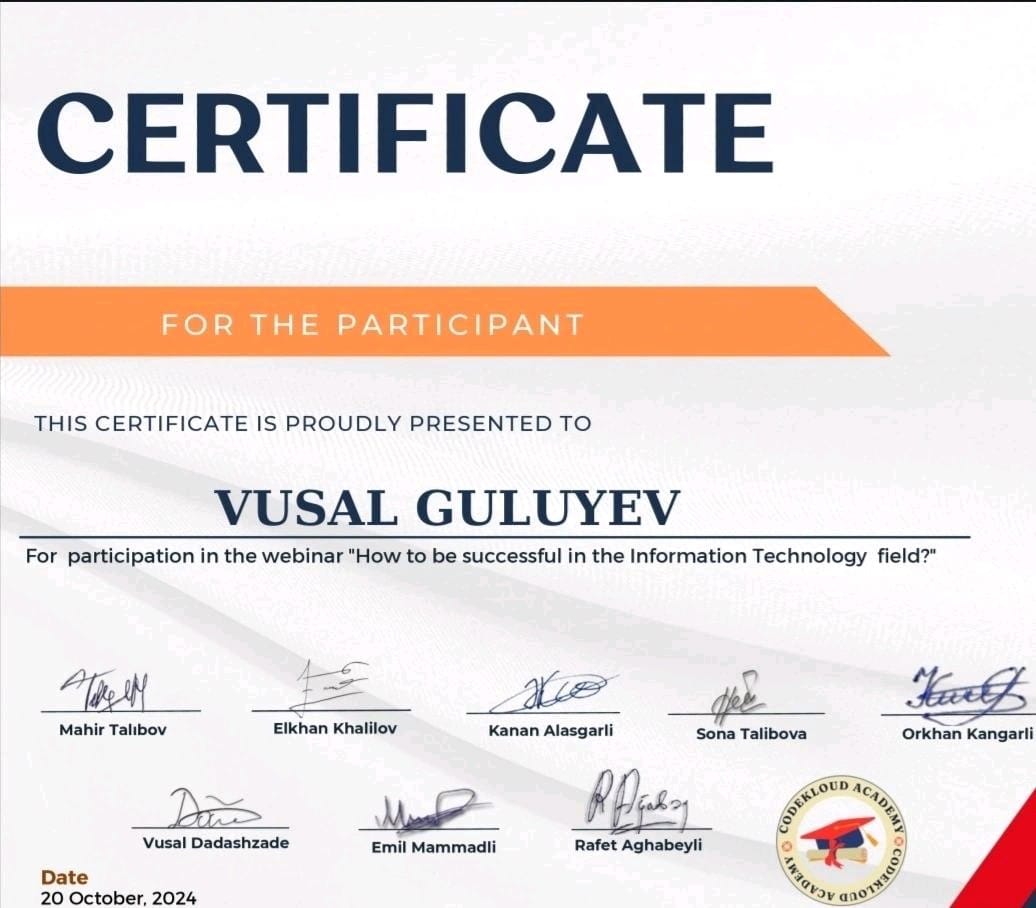 CERTIFICATE
FOR THE PARTICIPANT
THIS CERTIFICATE IS PROUDLY PRESENTED TO
VUSAL GULUYEV
For participation in the webinar "How to be successful in the Information Technology field?"
Mahir Talıbov
Elkhan Khalilov
Kanan Alasgarli
Sona Talibova
Orkhan Kangarli
Vusal Dadashzade
Emil Mammadli
Rafet Aghabeyli
CODEKLOUD ACADEMY
CODEKLOUD ACADEMY
Date
20 October, 2024